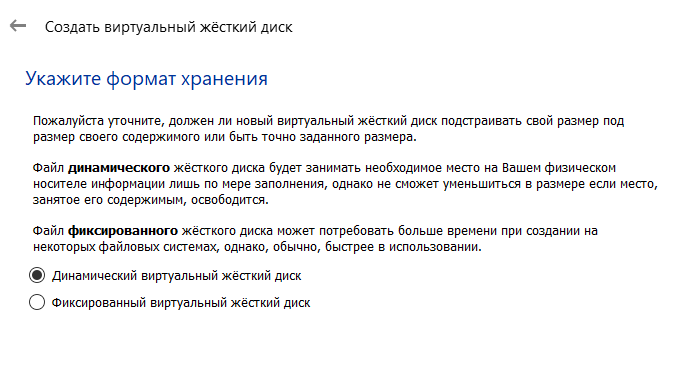 Создать виртуальный жёсткий диск
Укажите формат хранения
Пожалуйста уточните, должен ли новый виртуальный жёсткий диск подстраивать свой размер под
размер своего содержимого или быть точно заданного размера.
Файл динамического жёсткого диска будет занимать необходимое место на Вашем физическом
носителе информации лишь по мере заполнения, однако не сможет уменьшиться в размере если место,
занятое его содержимым, освободится.
Файл фиксированного жёсткого диска может потребовать больше времени при создании на
некоторых файловых системах, однако, обычно, быстрее в использовании.
Динамический виртуальный жёсткий диск
Фиксированный виртуальный жёсткий диск